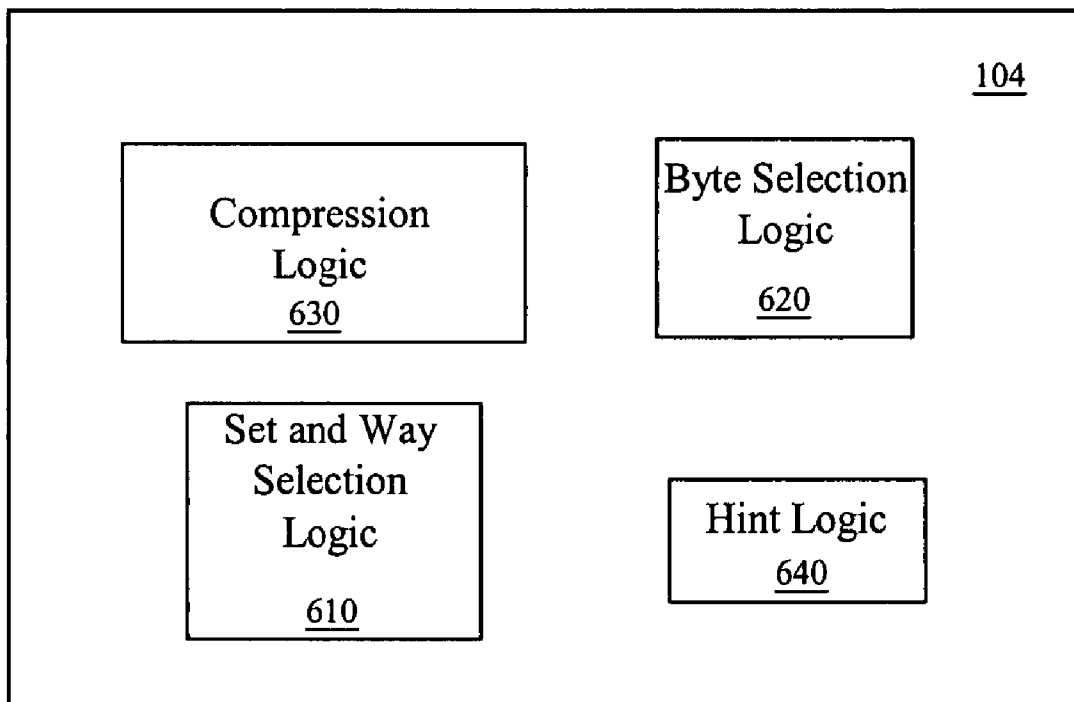 104
Compression
Logic
630
Byte Selection
Logic
620
Set and Way
Selection
Logic
610
Hint Logic
640